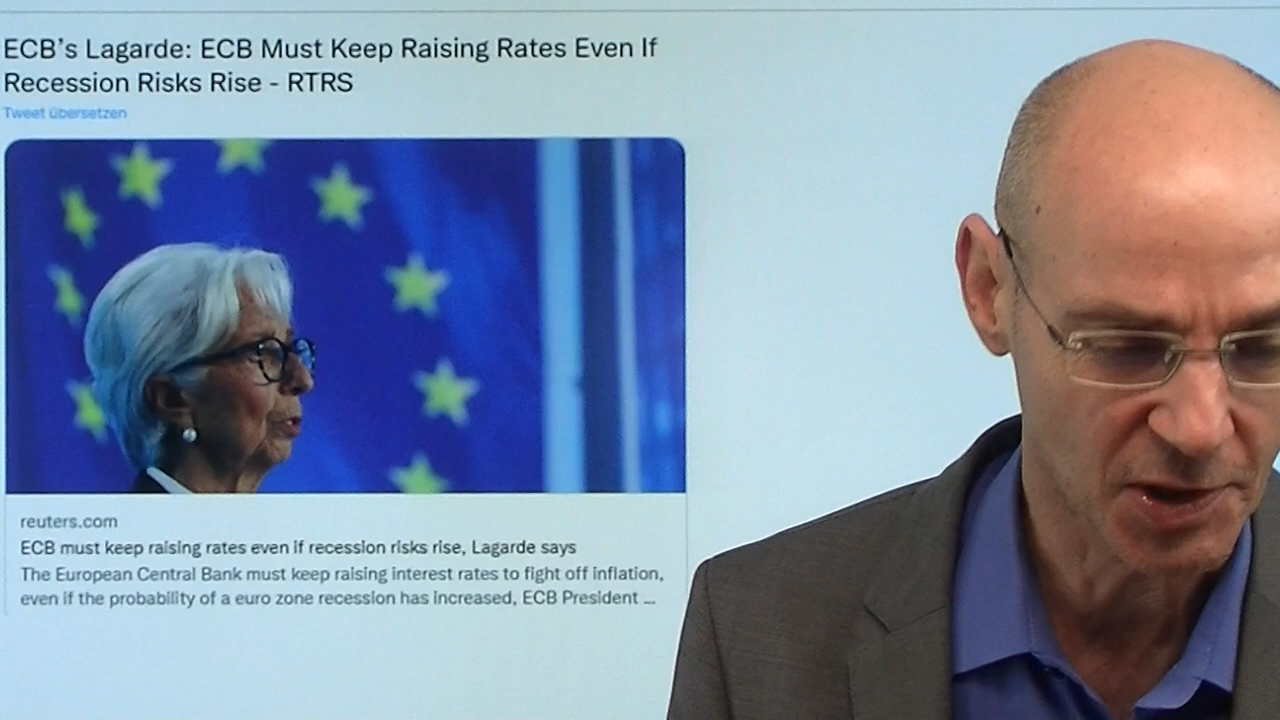 ECB’s Lagarde: ECB Must Keep Raising Rates Even If
Recession Risks Rise - RTRS
Tweet übersetzen
reuters.com
ECB must keep raising rates even if recession risks rise, Lagarde says
The European Central Bank must keep raising interest rates to fight off inflation,
even if the probability of a euro zone recession has increased, ECB President ...